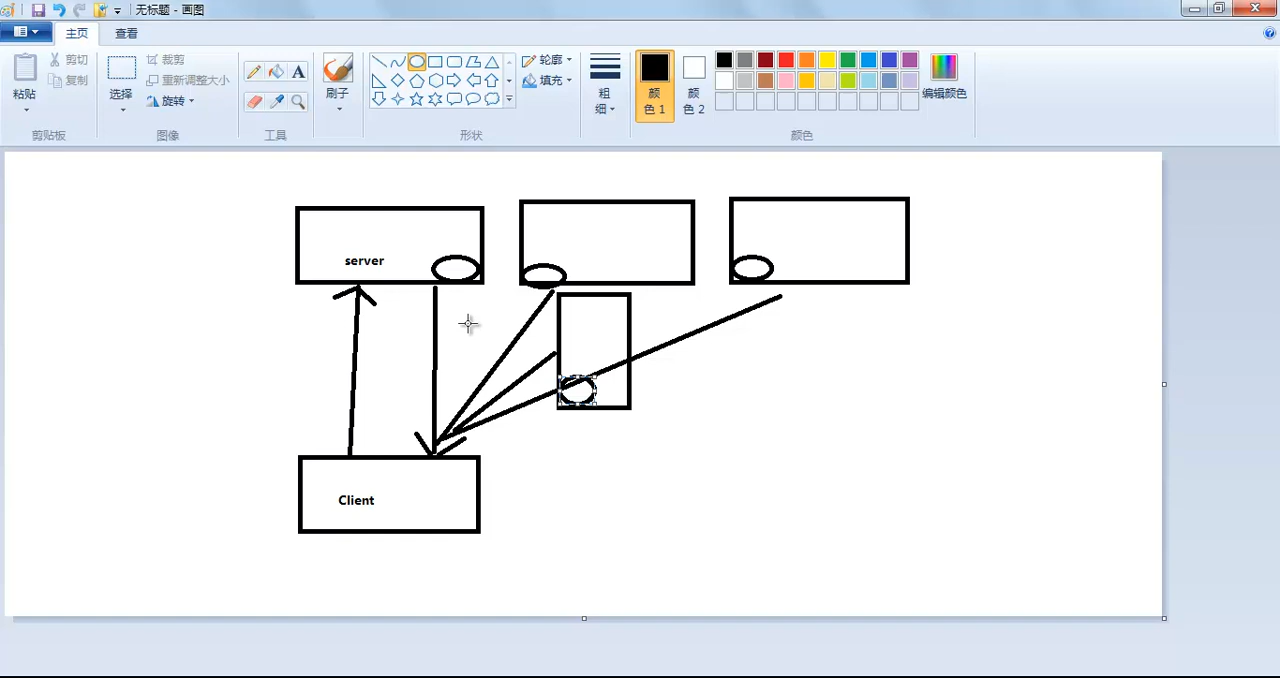 无标题 - 画图
主页
查看
粘贴
剪切
复制
剪贴板
选择
裁剪
重新调整大小
旋转
图像
A
工具
刷子
轮廓
填充
形状
粗
细
颜
色 1
颜
色 2
编辑颜色
颜色
server
Client